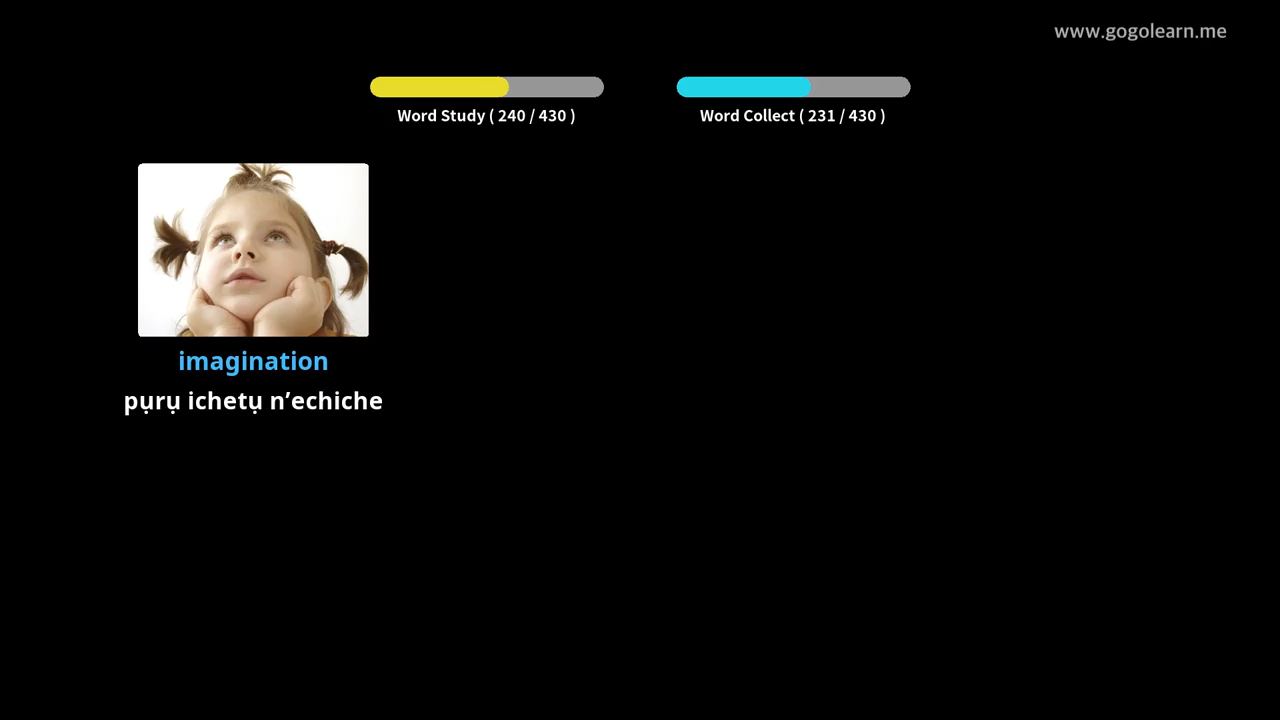 www.gogolearn.me
Word Study ( 240 / 430 )
Word Collect ( 231 / 430 )
imagination
pụrụ ichetụ n’echiche